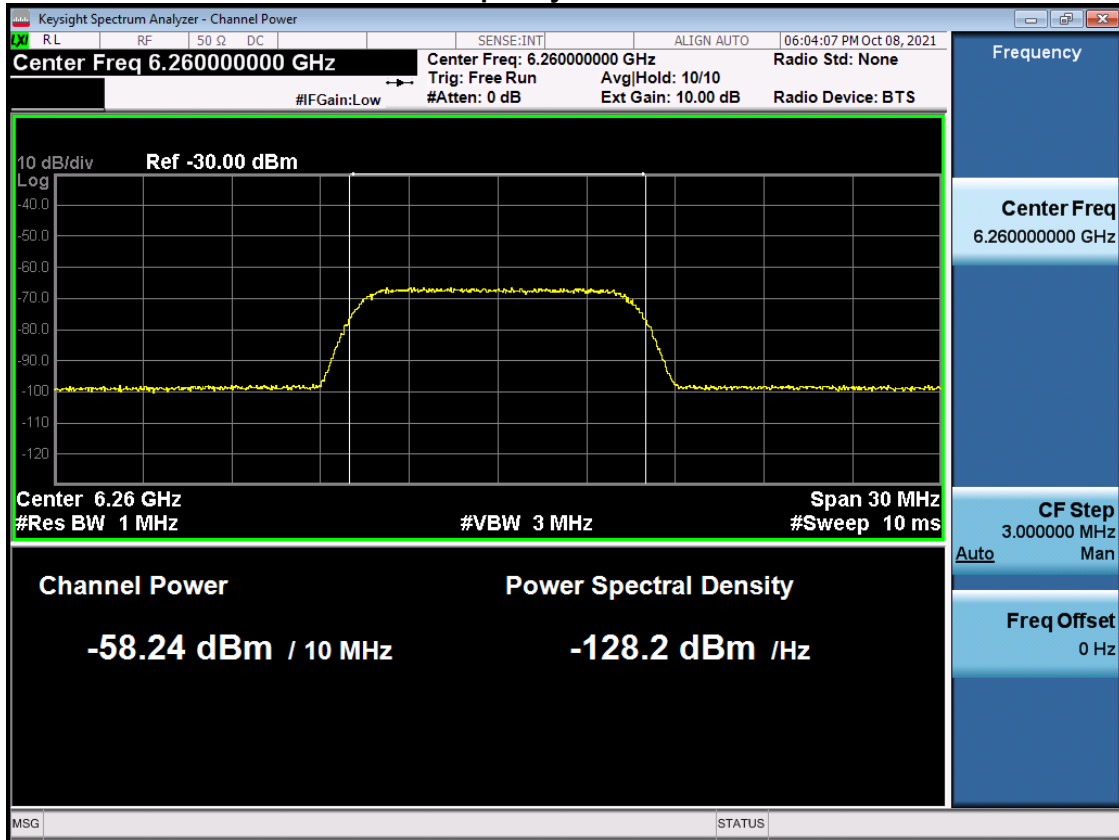 Keysight Spectrum Analyzer - Channel Power
LXI RL RF 50 Ω DC SENSE:INT ALIGN AUTO 06:04:07 PM Oct 08, 2021
Center Freq 6.260000000 GHz
Center Freq: 6.260000000 GHz Radio Std: None
Trig: Free Run Avg|Hold: 10/10
#IFGain:Low #Atten: 0 dB Ext Gain: 10.00 dB Radio Device: BTS
10 dB/div Ref -30.00 dBm
Log
-40.0
-50.0
-60.0
-70.0
-80.0
-90.0
-100
-110
-120
Center 6.26 GHz Span 30 MHz
#Res BW 1 MHz #VBW 3 MHz #Sweep 10 ms
Channel Power Power Spectral Density
-58.24 dBm / 10 MHz -128.2 dBm /Hz
MSG STATUS
Frequency
Center Freq
6.260000000 GHz
CF Step
3.000000 MHz
Auto Man
Freq Offset
0 Hz